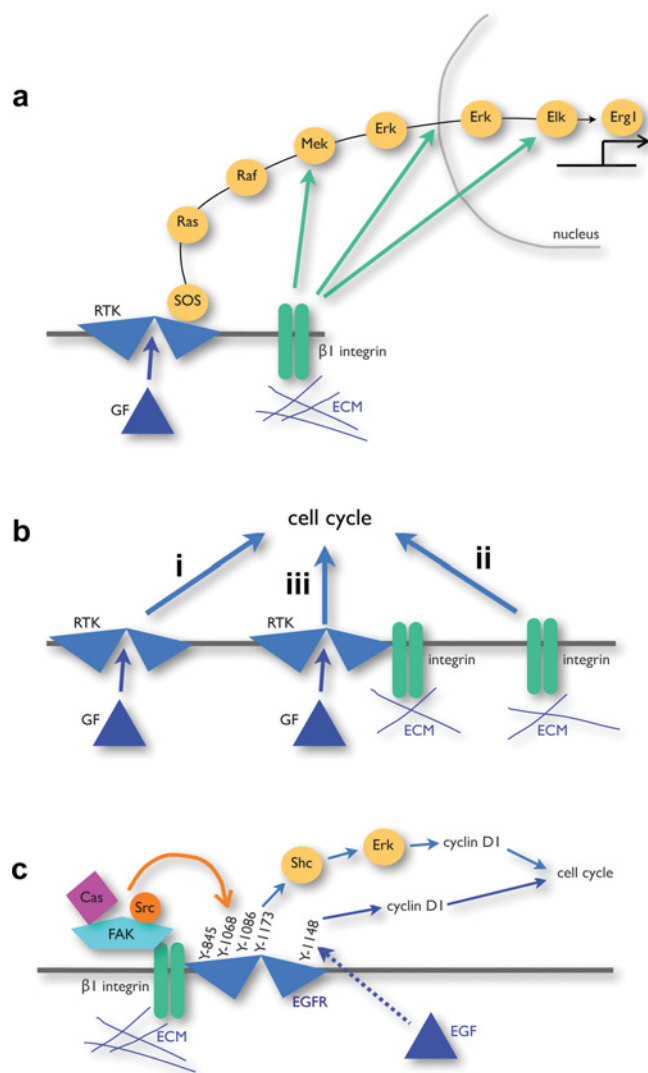 a
Mek
Erk
Erk
Elk
Erg1
Raf
Ras
nucleus
RTK
SOS
β1 integrin
GF
ECM
b
cell cycle
i
iii
ii
RTK
RTK
integrin
integrin
GF
GF
ECM
ECM
c
Shc
Erk
cyclin D1
cell cycle
Cas
Src
FAK
Y-845
Y-1068
Y-1086
Y-1173
Y-1148
cyclin D1
β1 integrin
EGFR
ECM
EGF